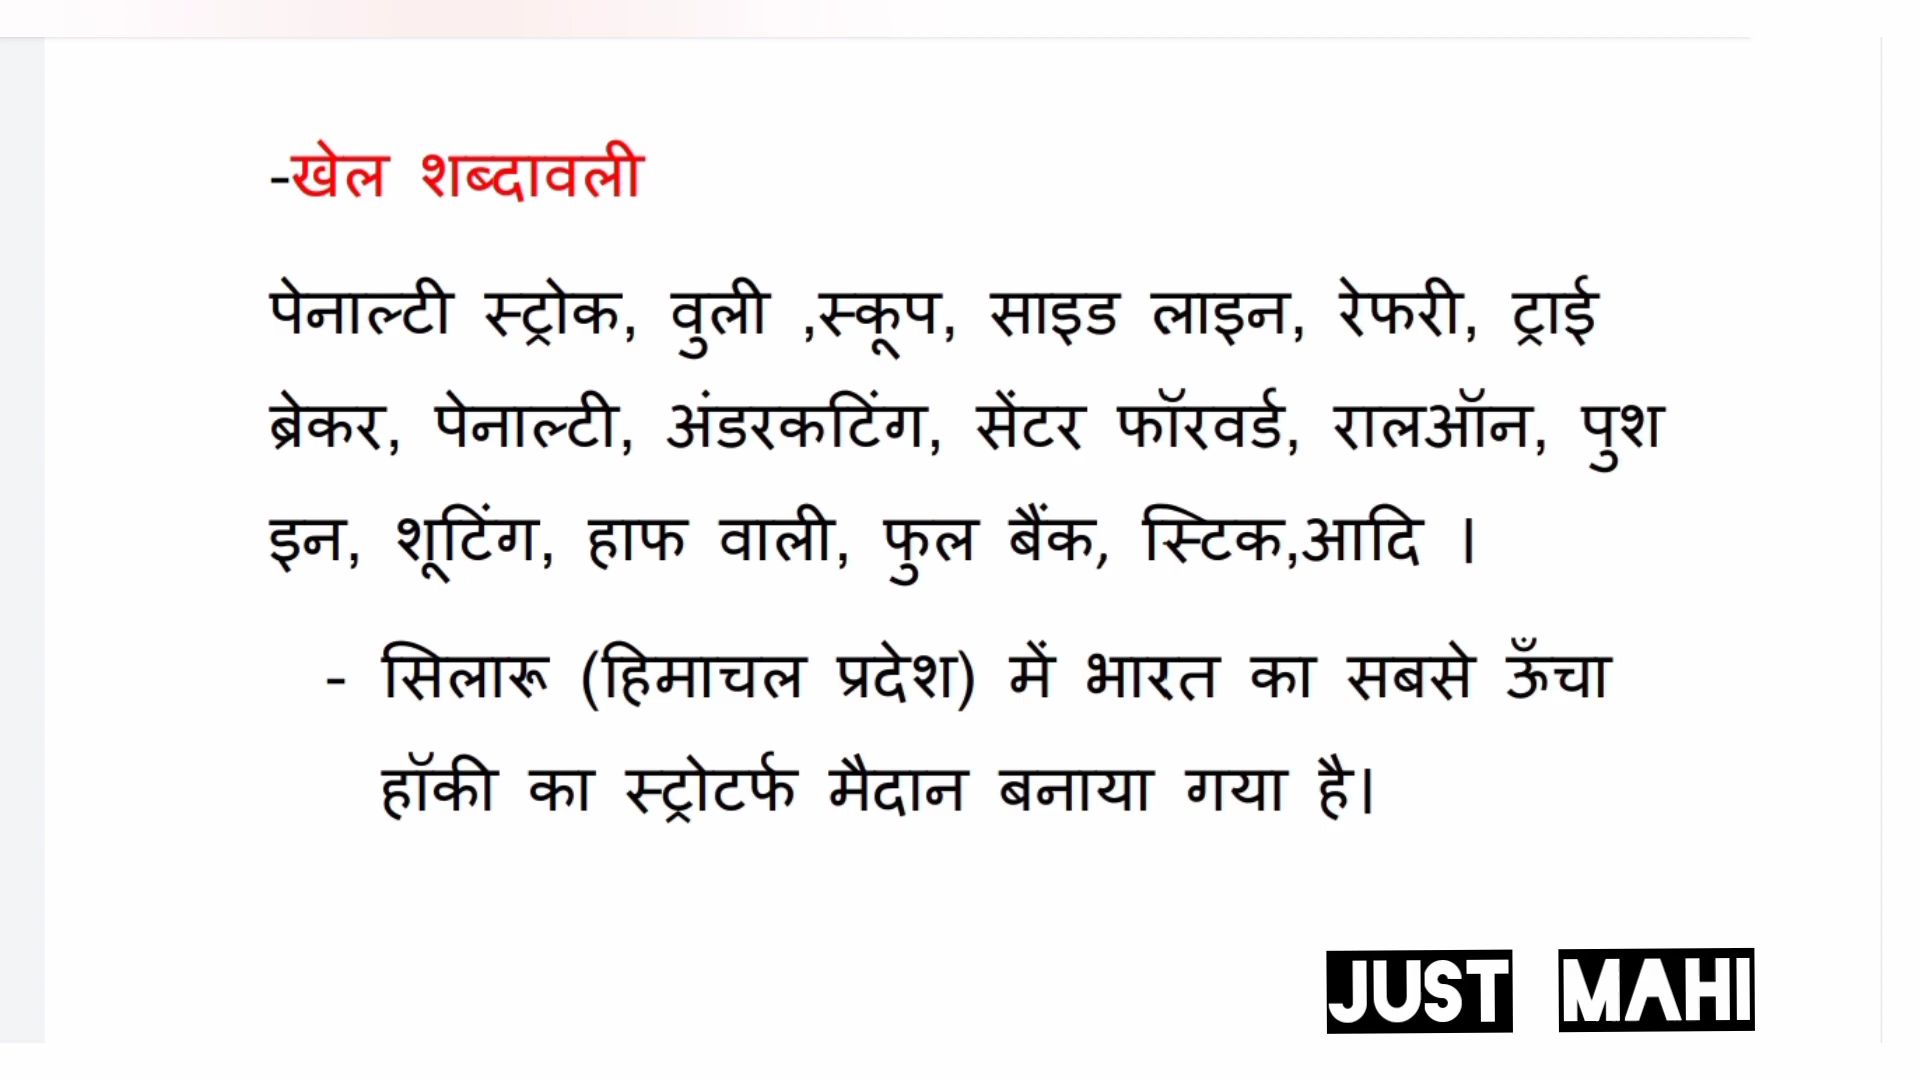 -खेल शब्दावली
पेनाल्टी स्ट्रोक, वुली ,स्कूप, साइड लाइन, रेफरी, ट्राई
ब्रेकर, पेनाल्टी, अंडरकटिंग, सेंटर फॉरवर्ड, रालऑन, पुश
इन, शूटिंग, हाफ वाली, फुल बैंक, स्टिक,आदि ।
- सिलारू (हिमाचल प्रदेश) में भारत का सबसे ऊँचा
हॉकी का स्ट्रोटर्फ मैदान बनाया गया है।
JUST MAHI